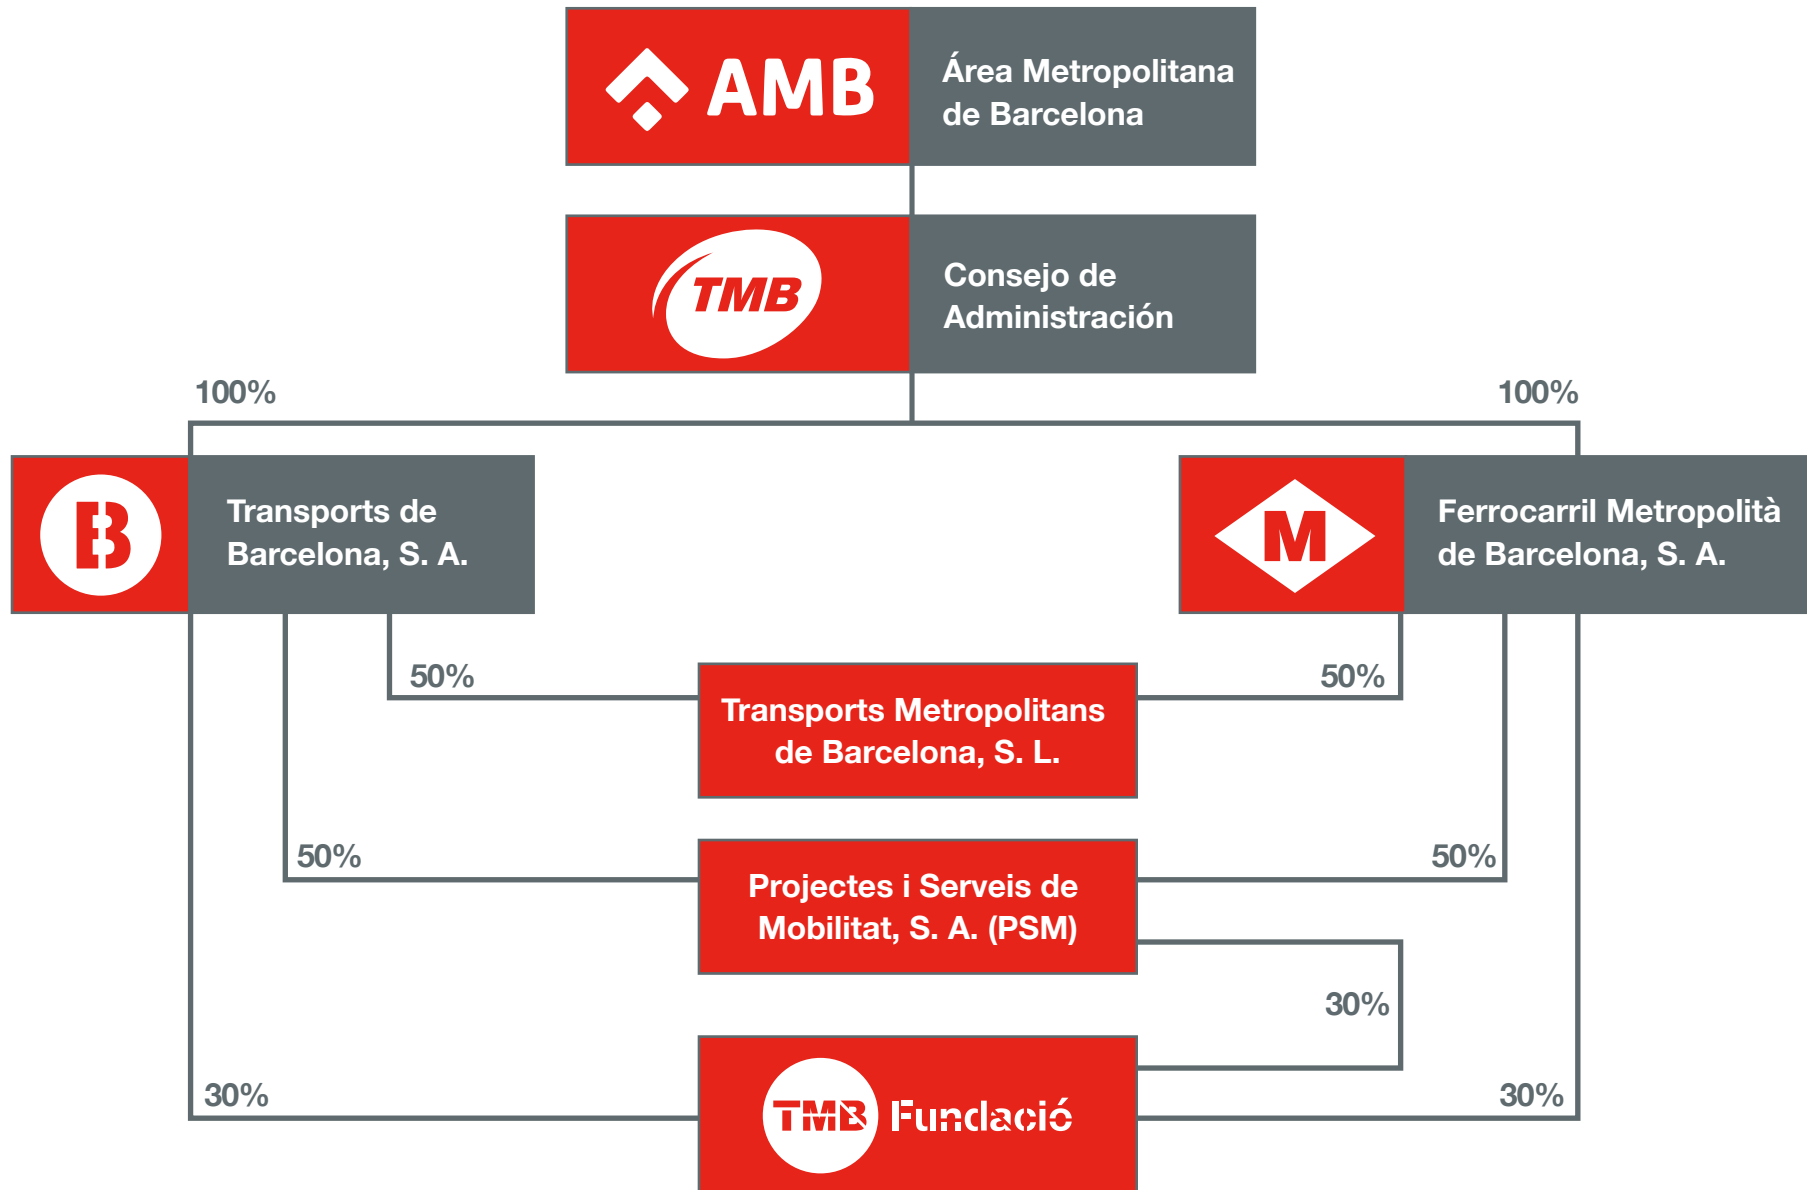 AMB
Área Metropolitana
de Barcelona
TMB
Consejo de
Administración
100%
100%
B
Transports de
Barcelona, S. A.
M
Ferrocarril Metropolità
de Barcelona, S. A.
50%
50%
Transports Metropolitans
de Barcelona, S. L.
50%
50%
Projectes i Serveis de
Mobilitat, S. A. (PSM)
30%
30%
30%
TMB Fundació